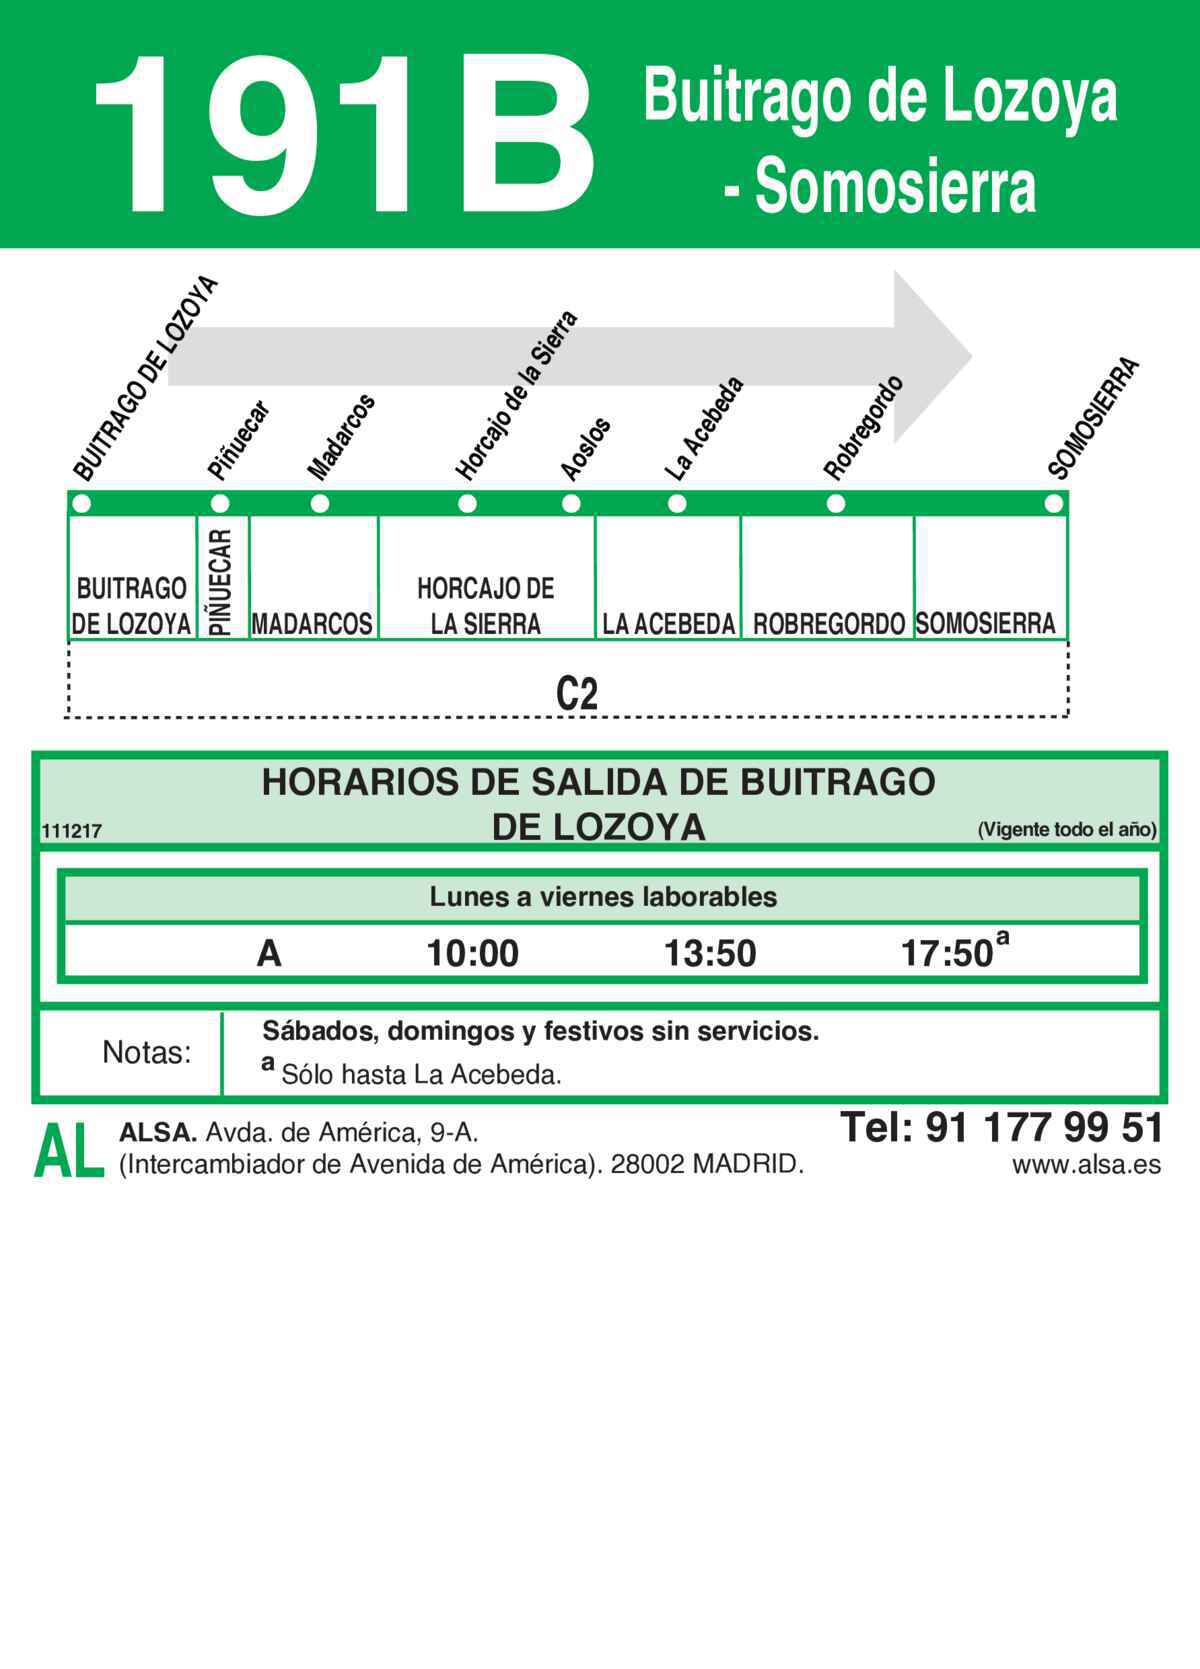 191B
Buitrago de Lozoya
- Somosierra
BUITRAGO DE LOZOYA
Piñuecar
Madarcos
Horcajo de la Sierra
Aoslos
La Acebeda
Robregordo
SOMOSIERRA
BUITRAGO
DE LOZOYA
PIÑUECAR
MADARCOS
HORCAJO DE
LA SIERRA
LA ACEBEDA
ROBREGORDO
SOMOSIERRA
C2
HORARIOS DE SALIDA DE BUITRAGO
DE LOZOYA
111217
(Vigente todo el año)
Lunes a viernes laborables
A 10:00 13:50 17:50 a
Notas:
Sábados, domingos y festivos sin servicios.
a Sólo hasta La Acebeda.
AL
ALSA. Avda. de América, 9-A.
(Intercambiador de Avenida de América). 28002 MADRID.
Tel: 91 177 99 51
www.alsa.es